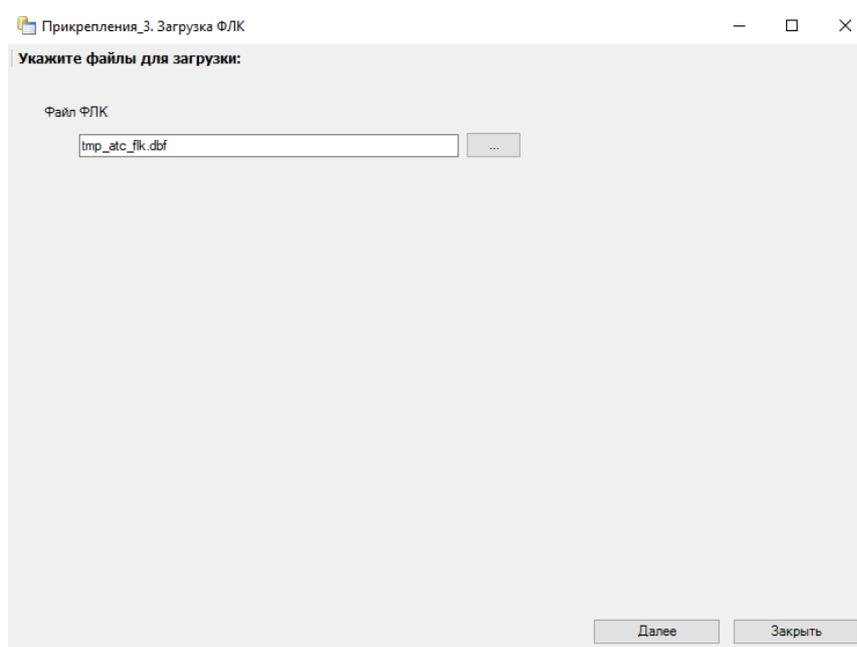 Прикрепления_3. Загрузка ФЛК
Укажите файлы для загрузки:
Файл ФЛК
tmp_atc_flk.dbf
...
Далее
Закрыть